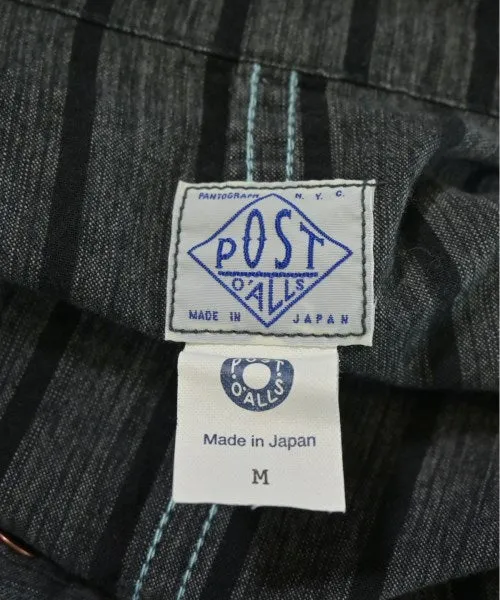 PANTOGRAPH N. Y. C.
POST
O'ALLS
MADE IN JAPAN
POST
O'ALLS
Made in Japan
M